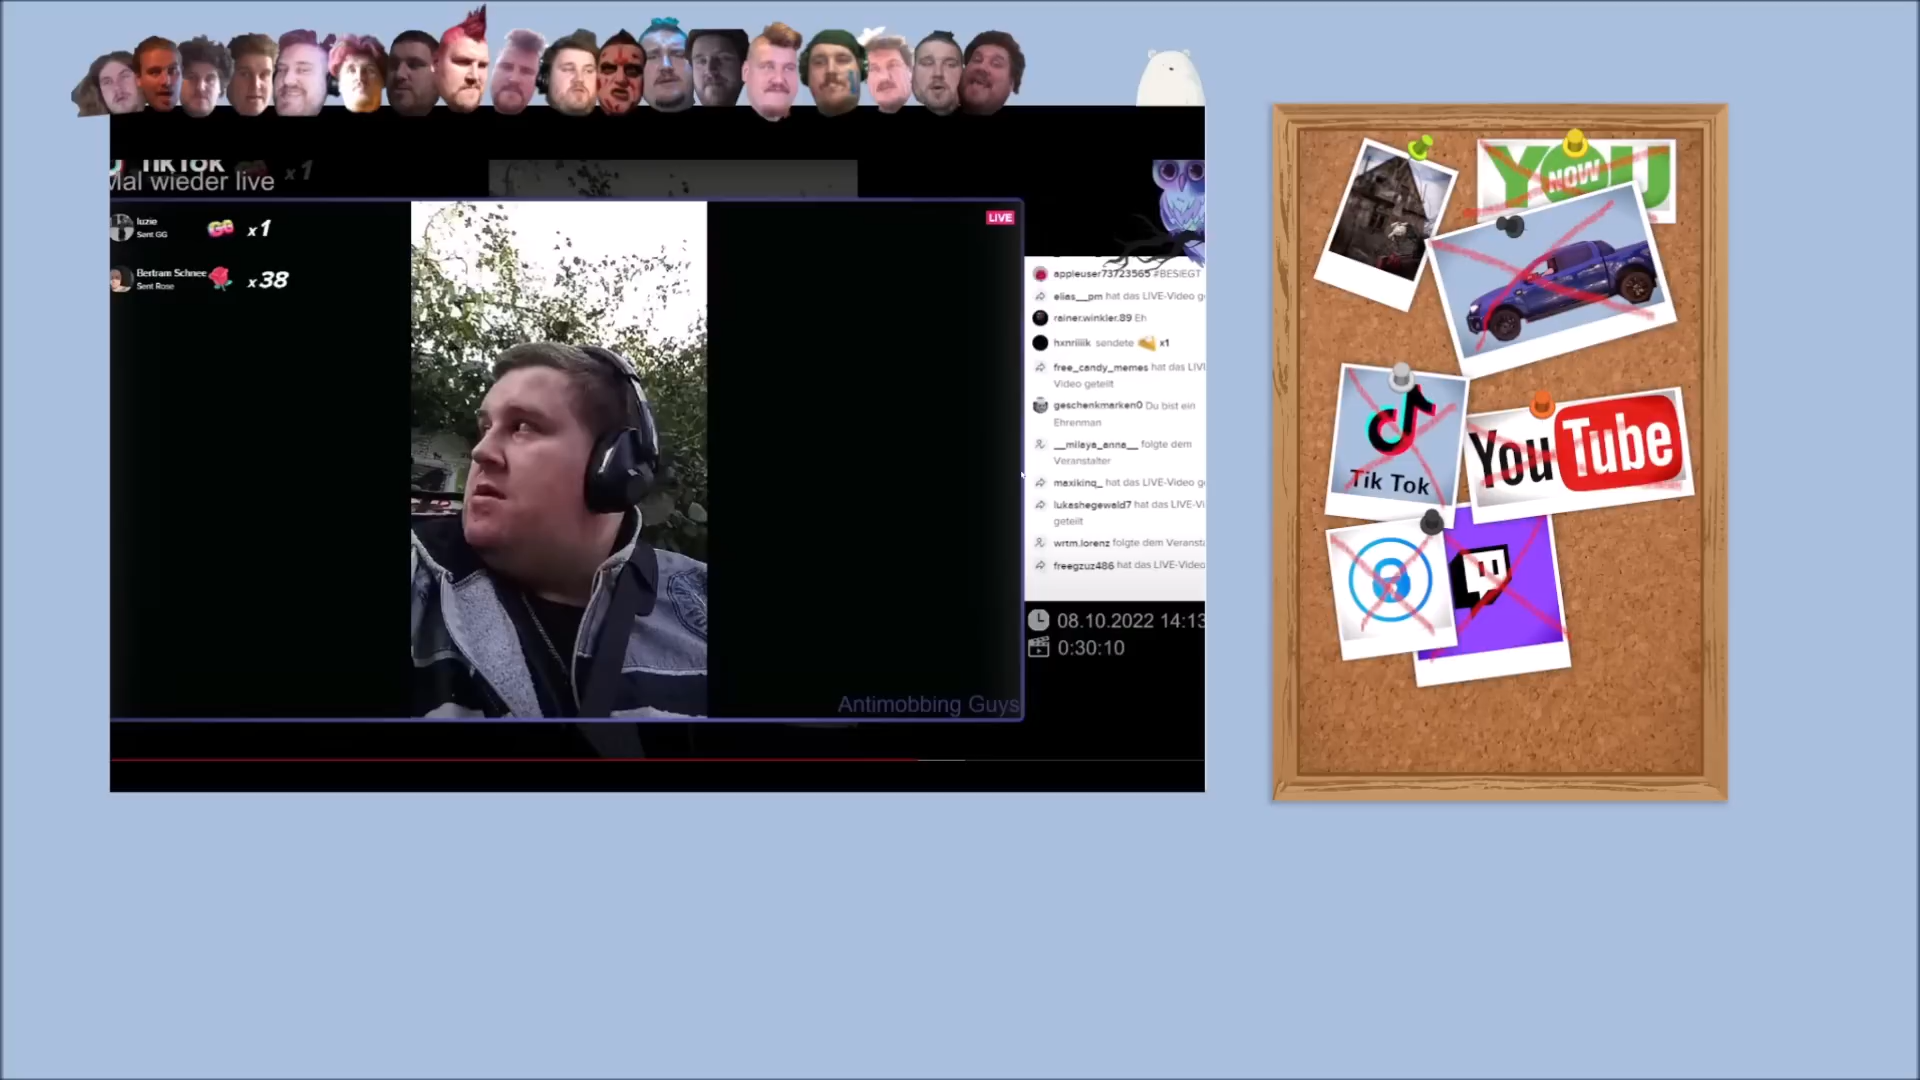 TIKTOK x1
Mal wieder live
luzie
Sent GG
x1
Bertram Schnee
Sent Rose
x38
LIVE
Antimobbing Guys
appleuser73723565 #BESIEGT
elias__pm hat das LIVE-Video g
rainer.winkler.89 Eh
hxnriiiik sendete x1
free_candy_memes hat das LIV
Video geteilt
geschenkmarken0 Du bist ein
Ehrenman
__milaya_anna__ folgte dem
Veranstalter
maxiking_ hat das LIVE-Video g
lukashegewald7 hat das LIVE-Vi
geteilt
wrtm.lorenz folgte dem Veransta
freegzuz486 hat das LIVE-Video
08.10.2022 14:13
0:30:10
YOU
NOW
Tik Tok
YouTube